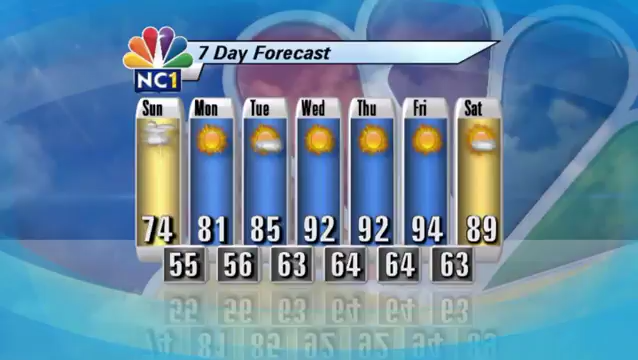 7 Day Forecast
NC1
Sun Mon Tue Wed Thu Fri Sat
74 81 85 92 92 94 89
55 56 63 64 64 63